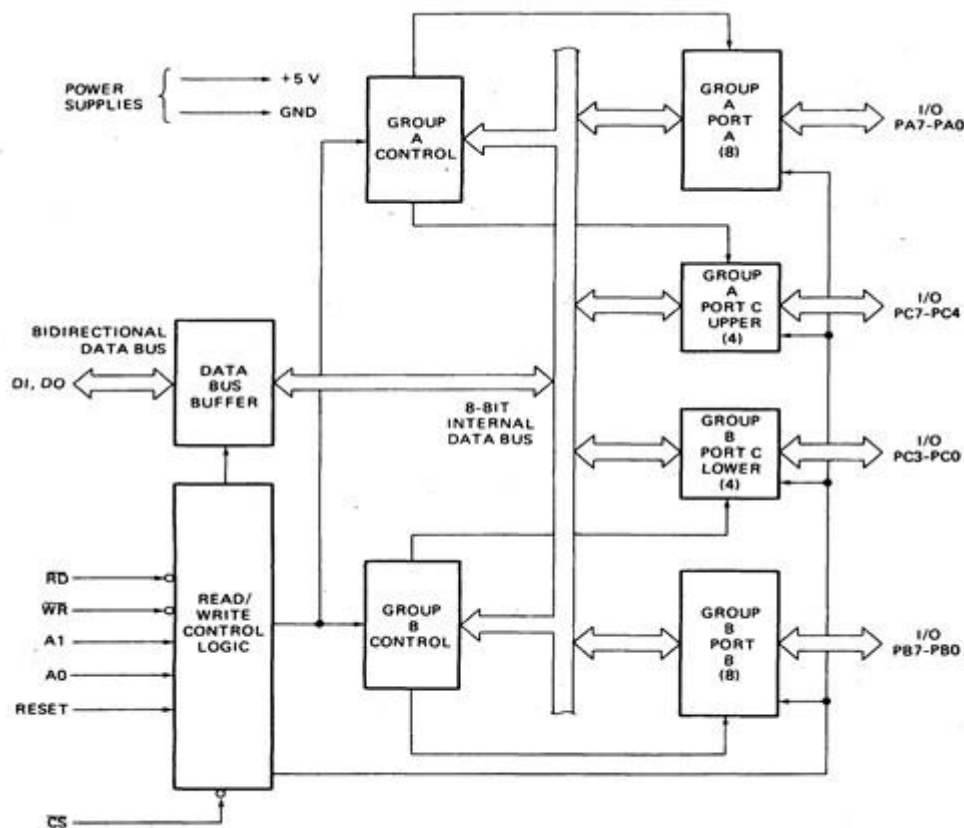 POWER
SUPPLIES
+5 V
GND
GROUP
A
CONTROL
GROUP
A
PORT
A
(8)
I/O
PA7-PA0
GROUP
A
PORT C
UPPER
(4)
I/O
PC7-PC4
BIDIRECTIONAL
DATA BUS
DI, DO
DATA
BUS
BUFFER
8-BIT
INTERNAL
DATA BUS
GROUP
B
PORT C
LOWER
(4)
I/O
PC3-PC0
RD
WR
A1
A0
RESET
CS
READ/
WRITE
CONTROL
LOGIC
GROUP
B
CONTROL
GROUP
B
PORT
B
(8)
I/O
PB7-PB0